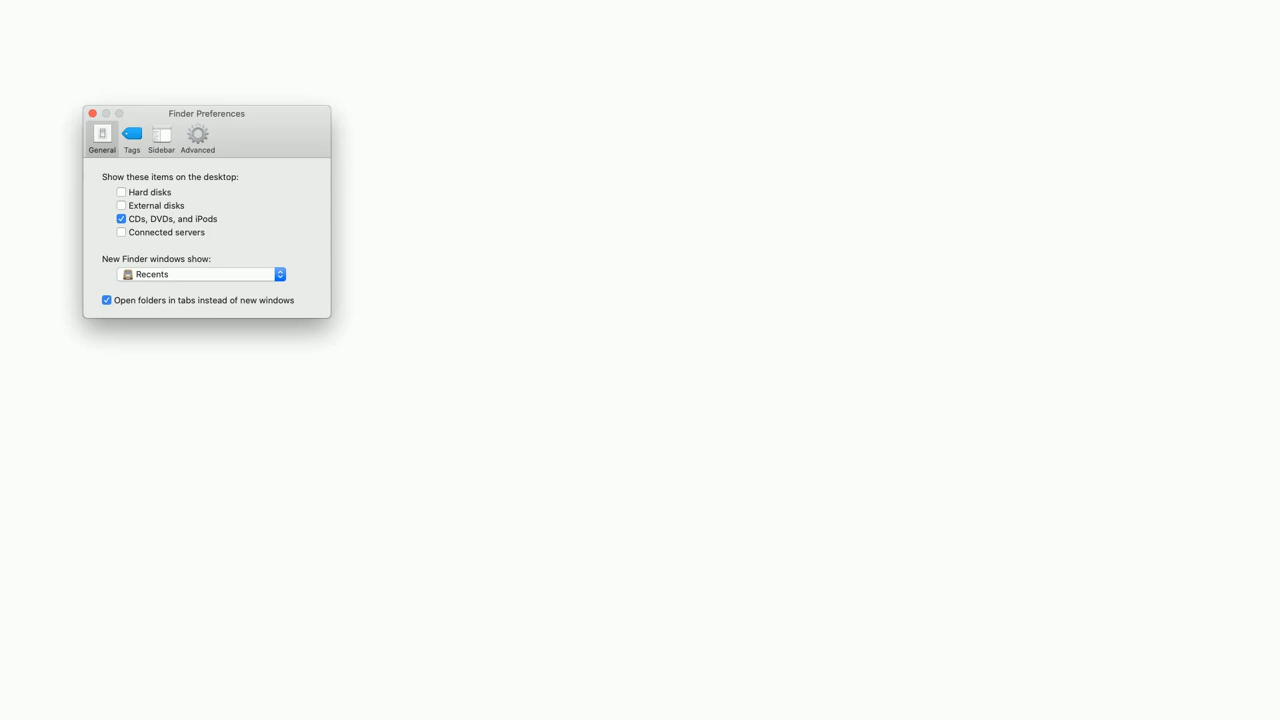 Finder Preferences
General Tags Sidebar Advanced
Show these items on the desktop:
Hard disks
External disks
CDs, DVDs, and iPods
Connected servers
New Finder windows show:
Recents
Open folders in tabs instead of new windows